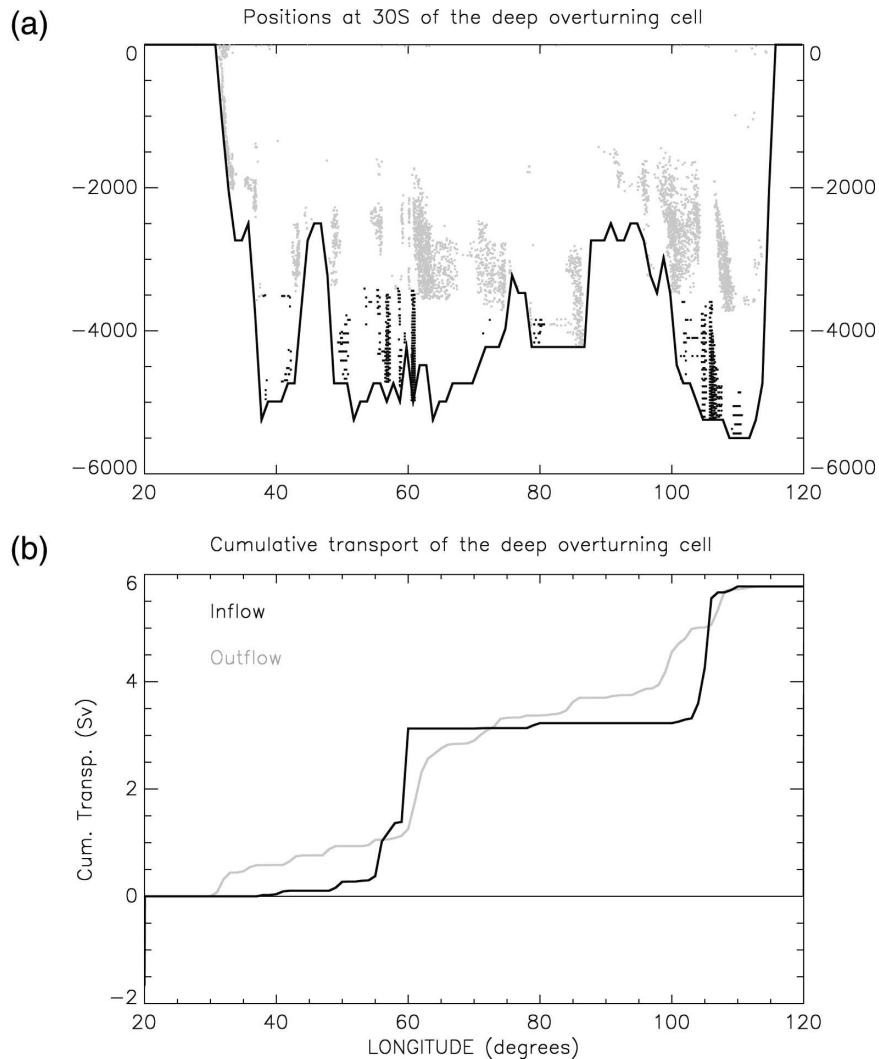 (a)
Positions at 30S of the deep overturning cell
0 0
-2000 -2000
-4000 -4000
-6000 -6000
20 40 60 80 100 120
(b)
Cumulative transport of the deep overturning cell
6
Inflow
Outflow
4
Cum. Transp. (Sv)
2
0
-2
20 40 60 80 100 120
LONGITUDE (degrees)